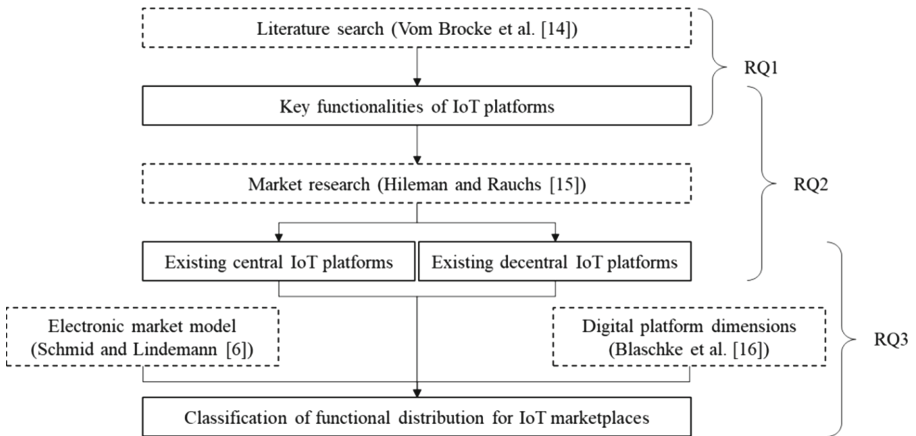 Literature search (Vom Brocke et al. [14])
RQ1
Key functionalities of IoT platforms
Market research (Hileman and Rauchs [15])
RQ2
Existing central IoT platforms
Existing decentral IoT platforms
Electronic market model
(Schmid and Lindemann [6])
Digital platform dimensions
(Blaschke et al. [16])
RQ3
Classification of functional distribution for IoT marketplaces